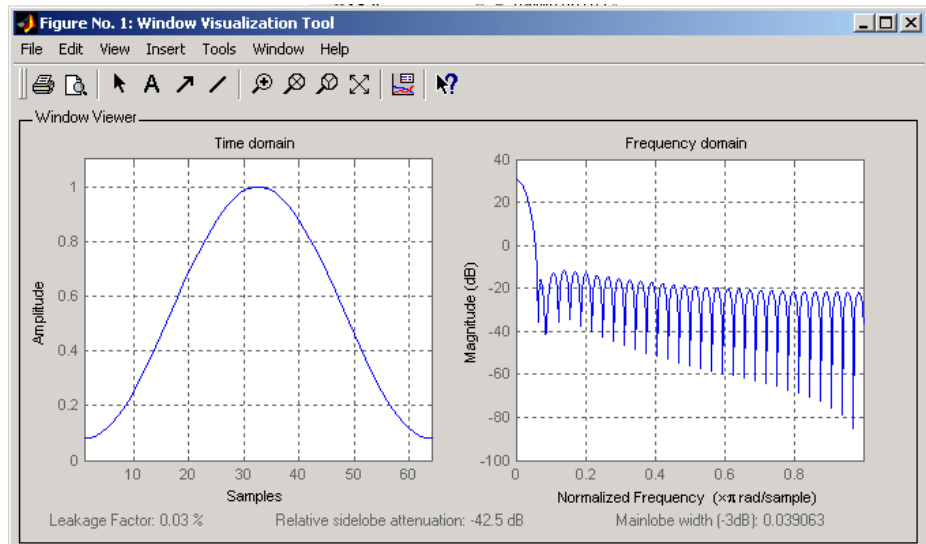 Figure No. 1: Window Visualization Tool
File Edit View Insert Tools Window Help
A
Window Viewer
Time domain
Frequency domain
Amplitude
1
0.8
0.6
0.4
0.2
0
10 20 30 40 50 60
Samples
Magnitude (dB)
40
20
0
-20
-40
-60
-80
-100
0 0.2 0.4 0.6 0.8
Normalized Frequency (×π rad/sample)
Leakage Factor: 0.03 % Relative sidelobe attenuation: -42.5 dB Mainlobe width (-3dB): 0.039063